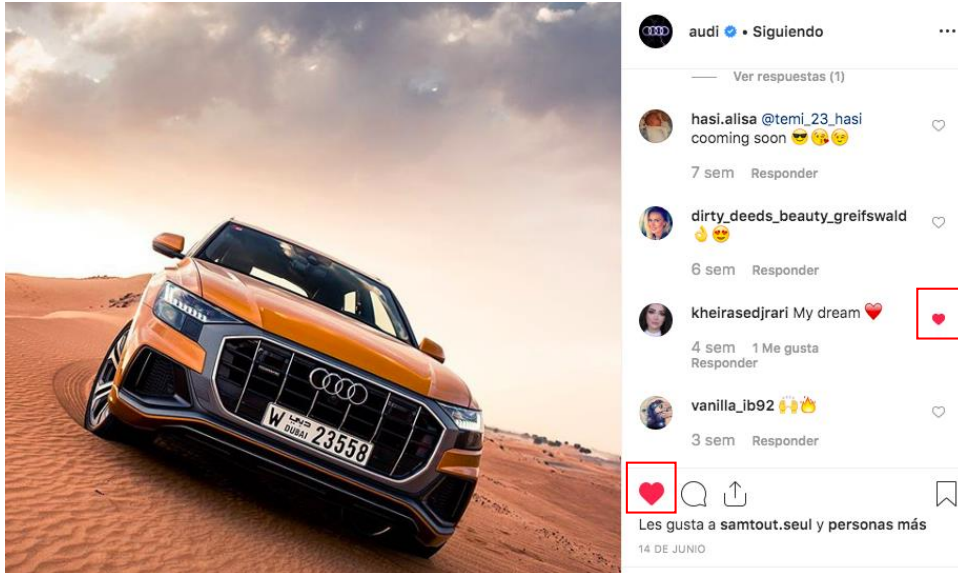 audi • Siguiendo
Ver respuestas (1)
hasi.alisa @temi_23_hasi
cooming soon 😎😘😉
7 sem Responder
dirty_deeds_beauty_greifswald
👌😍
6 sem Responder
kheirasedjrari My dream ❤️
4 sem 1 Me gusta
Responder
vanilla_ib92 🙌🔥
3 sem Responder
Les gusta a samtout.seul y personas más
14 DE JUNIO
W دبي DUBAI 23558